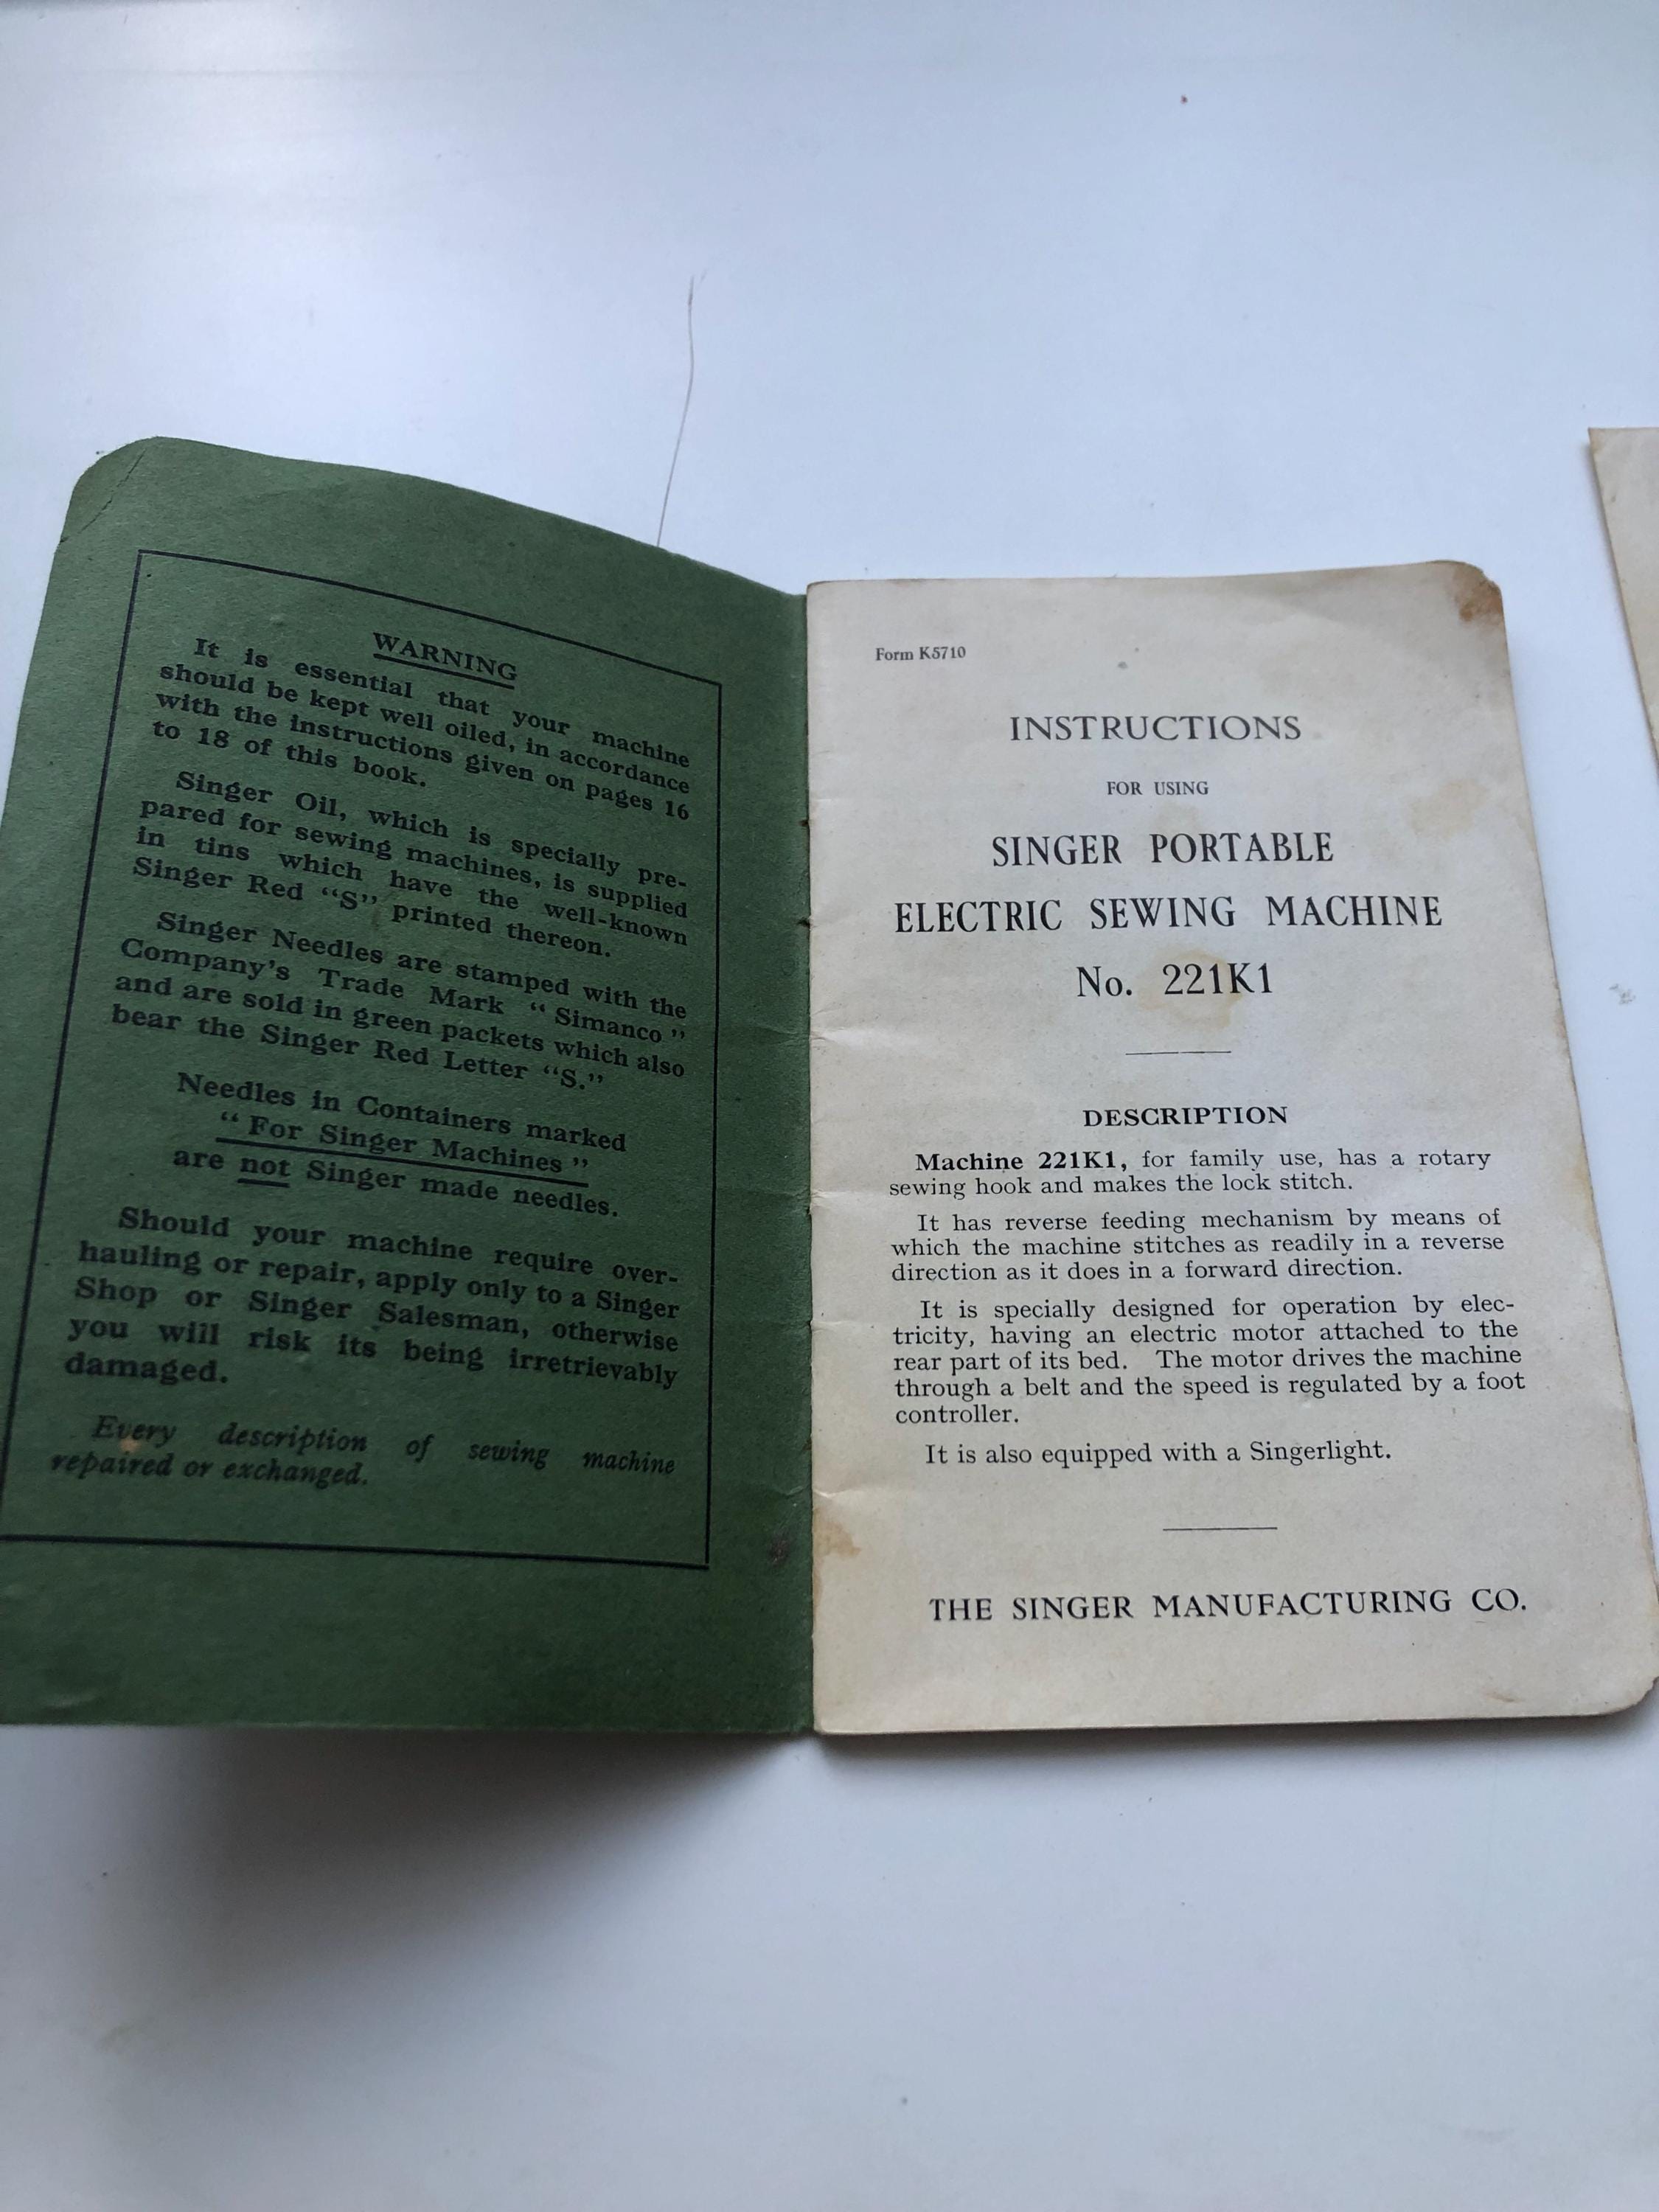 WARNING
It is essential that your machine
should be kept well oiled, in accordance
with the instructions given on pages 16
to 18 of this book.
Singer Oil, which is specially pre-
pared for sewing machines, is supplied
in tins which have the well-known
Singer Red “S” printed thereon.
Singer Needles are stamped with the
Company's Trade Mark “Simanco”
and are sold in green packets which also
bear the Singer Red Letter “S.”
Needles in Containers marked
“For Singer Machines”
are not Singer made needles.
Should your machine require over-
hauling or repair, apply only to a Singer
Shop or Singer Salesman, otherwise
you will risk its being irretrievably
damaged.
Every description of sewing machine
repaired or exchanged.
Form K5710
INSTRUCTIONS
FOR USING
SINGER PORTABLE
ELECTRIC SEWING MACHINE
No. 221K1
DESCRIPTION
Machine 221K1, for family use, has a rotary
sewing hook and makes the lock stitch.
It has reverse feeding mechanism by means of
which the machine stitches as readily in a reverse
direction as it does in a forward direction.
It is specially designed for operation by elec-
tricity, having an electric motor attached to the
rear part of its bed. The motor drives the machine
through a belt and the speed is regulated by a foot
controller.
It is also equipped with a Singerlight.
THE SINGER MANUFACTURING CO.